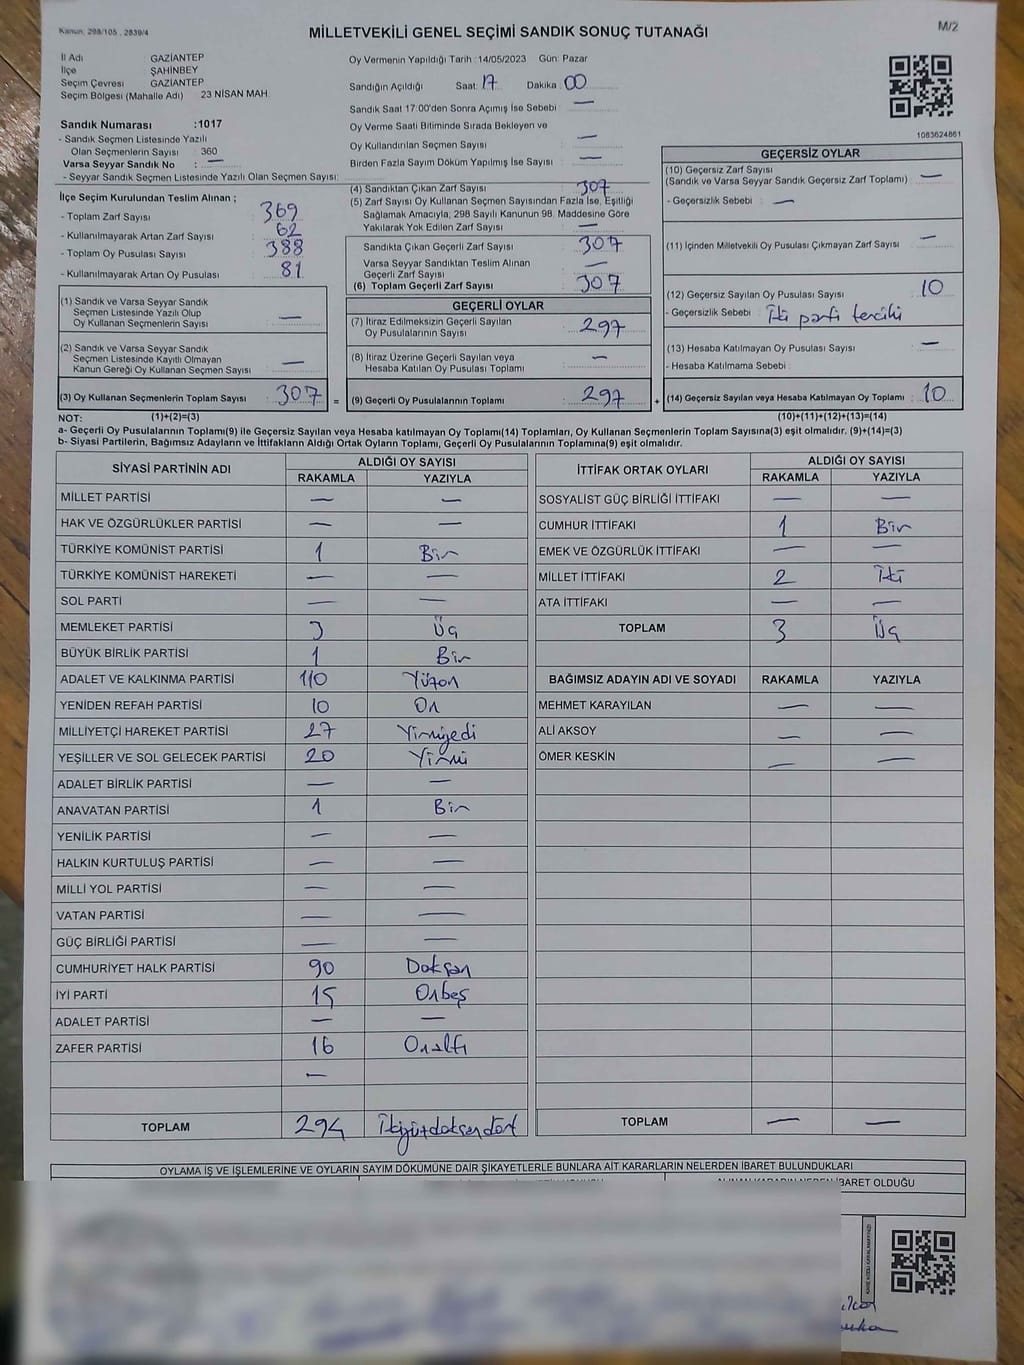 Kanun: 298/105 , 2839/4
MİLLETVEKİLİ GENEL SEÇİMİ SANDIK SONUÇ TUTANAĞI
M/2
İl Adı GAZİANTEP
İlçe ŞAHİNBEY
Seçim Çevresi GAZİANTEP
Seçim Bölgesi (Mahalle Adı) 23 NİSAN MAH.
Sandık Numarası :1017
- Sandık Seçmen Listesinde Yazılı
Olan Seçmenlerin Sayısı : 360
Varsa Seyyar Sandık No : —
- Seyyar Sandık Seçmen Listesinde Yazılı Olan Seçmen Sayısı:
Oy Vermenin Yapıldığı Tarih : 14/05/2023 Gün: Pazar
Sandığın Açıldığı Saat: 17 Dakika : 00
Sandık Saat 17:00'den Sonra Açımış İse Sebebi : —
Oy Verme Saati Bitiminde Sırada Bekleyen ve
Oy Kullandırılan Seçmen Sayısı : —
Birden Fazla Sayım Döküm Yapılmış İse Sayısı : —
1083624861
İlçe Seçim Kurulundan Teslim Alınan ;
- Toplam Zarf Sayısı : 369
- Kullanılmayarak Artan Zarf Sayısı : 62
- Toplam Oy Pusulası Sayısı : 388
- Kullanılmayarak Artan Oy Pusulası : 81
(1) Sandık ve Varsa Seyyar Sandık
Seçmen Listesinde Yazılı Olup
Oy Kullanan Seçmenlerin Sayısı : —
(2) Sandık ve Varsa Seyyar Sandık
Seçmen Listesinde Kayıtlı Olmayan
Kanun Gereği Oy Kullanan Seçmen Sayısı : —
(3) Oy Kullanan Seçmenlerin Toplam Sayısı : 307 =
(4) Sandıktan Çıkan Zarf Sayısı : 307
(5) Zarf Sayısı Oy Kullanan Seçmen Sayısından Fazla İse, Eşitliği
Sağlamak Amacıyla, 298 Sayılı Kanunun 98. Maddesine Göre
Yakılarak Yok Edilen Zarf Sayısı : —
Sandıkta Çıkan Geçerli Zarf Sayısı : 307
Varsa Seyyar Sandıktan Teslim Alınan
Geçerli Zarf Sayısı : —
(6) Toplam Geçerli Zarf Sayısı : 307
GEÇERLİ OYLAR
(7) İtiraz Edilmeksizin Geçerli Sayılan
Oy Pusulalarının Sayısı : 297
(8) İtiraz Üzerine Geçerli Sayılan veya
Hesaba Katılan Oy Pusulası Toplamı : —
(9) Geçerli Oy Pusulalarının Toplamı : 297 +
GEÇERSİZ OYLAR
(10) Geçersiz Zarf Sayısı
(Sandık ve Varsa Seyyar Sandık Geçersiz Zarf Toplamı) : —
- Geçersizlik Sebebi : —
(11) İçinden Milletvekili Oy Pusulası Çıkmayan Zarf Sayısı : —
(12) Geçersiz Sayılan Oy Pusulası Sayısı : 10
- Geçersizlik Sebebi : İki parti tercihi
(13) Hesaba Katılmayan Oy Pusulası Sayısı : —
- Hesaba Katılmama Sebebi :
(14) Geçersiz Sayılan veya Hesaba Katılmayan Oy Toplamı : 10
NOT: (1)+(2)=(3) (10)+(11)+(12)+(13)=(14)
a- Geçerli Oy Pusulalarının Toplamı(9) ile Geçersiz Sayılan veya Hesaba katılmayan Oy Toplamı(14) Toplamları, Oy Kullanan Seçmenlerin Toplam Sayısına(3) eşit olmalıdır. (9)+(14)=(3)
b- Siyasi Partilerin, Bağımsız Adayların ve İttifakların Aldığı Ortak Oyların Toplamı, Geçerli Oy Pusulalarının Toplamına(9) eşit olmalıdır.
SİYASİ PARTİNİN ADI ALDIĞI OY SAYISI
RAKAMLA YAZIYLA
MİLLET PARTİSİ — —
HAK VE ÖZGÜRLÜKLER PARTİSİ — —
TÜRKİYE KOMÜNİST PARTİSİ 1 Bir
TÜRKİYE KOMÜNİST HAREKETİ — —
SOL PARTİ — —
MEMLEKET PARTİSİ 3 Üç
BÜYÜK BİRLİK PARTİSİ 1 Bir
ADALET VE KALKINMA PARTİSİ 110 Yüzon
YENİDEN REFAH PARTİSİ 10 On
MİLLİYETÇİ HAREKET PARTİSİ 27 Yirmiyedi
YEŞİLLER VE SOL GELECEK PARTİSİ 20 Yirmi
ADALET BİRLİK PARTİSİ — —
ANAVATAN PARTİSİ 1 Bir
YENİLİK PARTİSİ — —
HALKIN KURTULUŞ PARTİSİ — —
MİLLİ YOL PARTİSİ — —
VATAN PARTİSİ — —
GÜÇ BİRLİĞİ PARTİSİ — —
CUMHURİYET HALK PARTİSİ 90 Doksan
İYİ PARTİ 15 Onbeş
ADALET PARTİSİ — —
ZAFER PARTİSİ 16 Onaltı
—
TOPLAM 294 İkiyüzdoksandört
İTTİFAK ORTAK OYLARI ALDIĞI OY SAYISI
RAKAMLA YAZIYLA
SOSYALİST GÜÇ BİRLİĞİ İTTİFAKI — —
CUMHUR İTTİFAKI 1 Bir
EMEK VE ÖZGÜRLÜK İTTİFAKI — —
MİLLET İTTİFAKI 2 İki
ATA İTTİFAKI — —
TOPLAM 3 Üç
BAĞIMSIZ ADAYIN ADI VE SOYADI RAKAMLA YAZIYLA
MEHMET KARAYILAN — —
ALİ AKSOY — —
ÖMER KESKİN — —
TOPLAM — —
OYLAMA İŞ VE İŞLEMLERİNE VE OYLARIN SAYIM DÖKÜMÜNE DAİR ŞİKAYETLERLE BUNLARA AİT KARARLARIN NELERDEN İBARET BULUNDUKLARI
ALINAN KARARIN NEDEN İBARET OLDUĞU